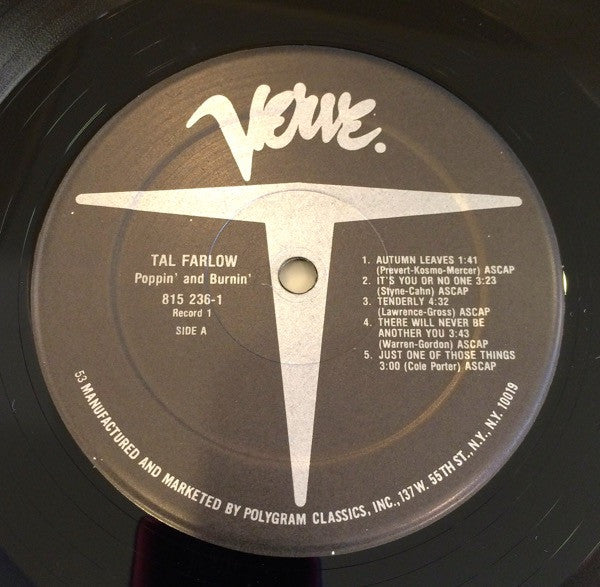 Verve.
TAL FARLOW
Poppin' and Burnin'
815 236-1
Record 1
SIDE A
1. AUTUMN LEAVES 1:41
(Prevert-Kosmo-Mercer) ASCAP
2. IT'S YOU OR NO ONE 3:23
(Styne-Cahn) ASCAP
3. TENDERLY 4:32
(Lawrence-Gross) ASCAP
4. THERE WILL NEVER BE
ANOTHER YOU 3:43
(Warren-Gordon) ASCAP
5. JUST ONE OF THOSE THINGS
3:00 (Cole Porter) ASCAP
53 MANUFACTURED AND MARKETED BY POLYGRAM CLASSICS, INC., 137 W. 55TH ST., N.Y., N.Y. 10019